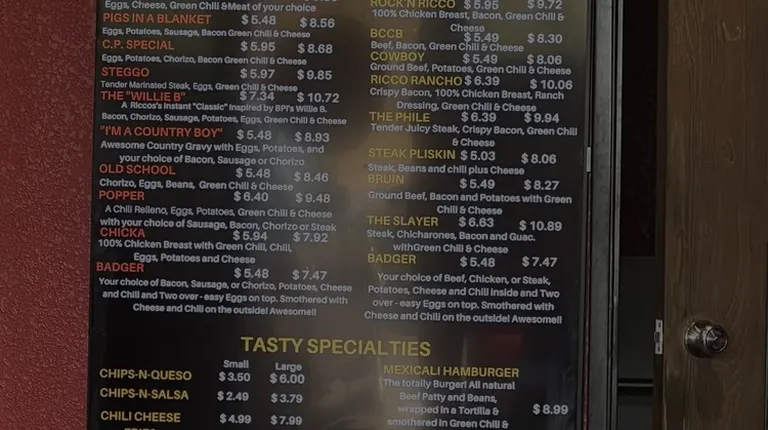 Eggs, Cheese, Green Chili &Meat of your choice
PIGS IN A BLANKET $ 5.48 $ 8.56
Eggs, Potatoes, Sausage, Bacon Green Chili & Cheese
C.P. SPECIAL $ 5.95 $ 8.68
Eggs, Potatoes, Chorizo, Bacon, Green Chili & Cheese
STEGGO $ 5.97 $ 9.85
Tender Marinated Steak, Eggs, Green Chili & Cheese
THE "WILLIE B" $ 7.34 $ 10.72
A Riccos's Instant "Classic" Inspired by BPI's Willie B.
Bacon, Chorizo, Sausage, Potatoes, Eggs, Green Chili & Cheese
"I'M A COUNTRY BOY" $ 5.48 $ 8.93
Awesome Country Gravy with Eggs, Potatoes, and
your choice of Bacon, Sausage or Chorizo
OLD SCHOOL $ 5.48 $ 8.46
Chorizo, Eggs, Beans, Green Chili & Cheese
POPPER $ 6.40 $ 9.48
A Chili Relleno, Eggs, Potatoes, Green Chili & Cheese
with your choice of Sausage, Bacon, Chorizo or Steak
CHICKA $ 5.94 $ 7.92
100% Chicken Breast with Green Chili, Chili,
Eggs, Potatoes and Cheese
BADGER $ 5.48 $ 7.47
Your choice of Bacon, Sausage, or Chorizo, Potatoes, Cheese
and Chili and Two over - easy Eggs on top. Smothered with
Cheese and Chili on the outside! Awesome!!
ROCK'N RICCO $ 5.95 $ 9.72
100% Chicken Breast, Bacon, Green Chili &
Cheese
BCCB $ 5.49 $ 8.30
Beef, Bacon, Green Chili & Cheese
COWBOY $ 5.49 $ 8.06
Ground Beef, Potatoes, Green Chili & Cheese
RICCO RANCHO $ 6.39 $ 10.06
Crispy Bacon, 100% Chicken Breast, Ranch
Dressing, Green Chili & Cheese
THE PHILE $ 6.39 $ 9.94
Tender Juicy Steak, Crispy Bacon, Green Chili
& Cheese
STEAK PLISKIN $ 5.03 $ 8.06
Steak, Beans and chili plus Cheese
BRUIN $ 5.49 $ 8.27
Ground Beef, Bacon and Potatoes with Green
Chili & Cheese
THE SLAYER $ 6.63 $ 10.89
Steak, Chicharones, Bacon and Guac.
withGreen Chili & Cheese
BADGER $ 5.48 $ 7.47
Your choice of Beef, Chicken, or Steak,
Potatoes, Cheese and Chili inside and Two
over - easy Eggs on top. Smothered with
Cheese and Chili on the outside! Awesome!!
TASTY SPECIALTIES
Small Large
CHIPS-N-QUESO $ 3.50 $ 6.00
CHIPS-N-SALSA $ 2.49 $ 3.79
CHILI CHEESE $ 4.99 $ 7.99
MEXICALI HAMBURGER
(The totally Burger! All natural
Beef Patty and Beans,
wrapped in a Tortilla & $ 8.99
smothered in Green Chili &